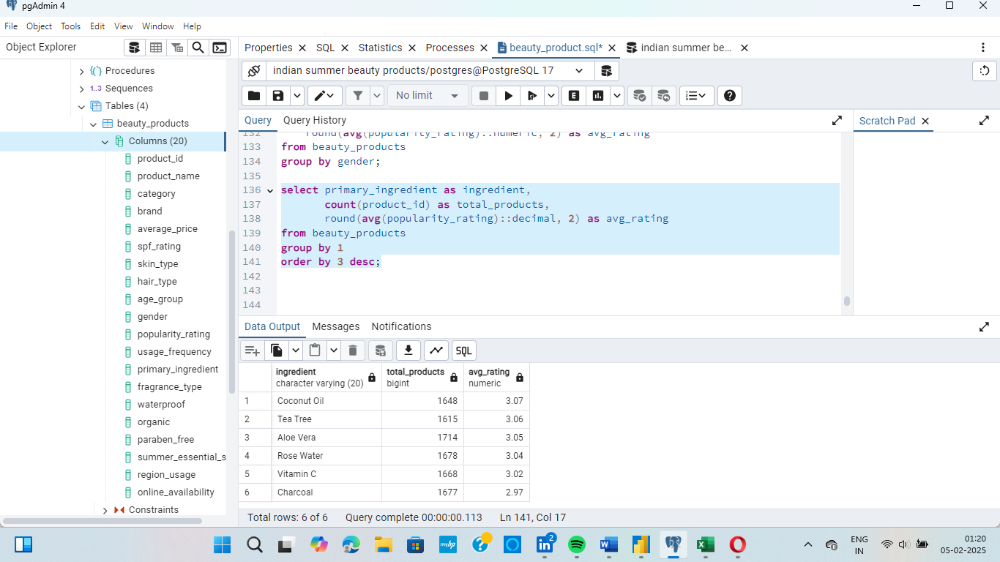 pgAdmin 4
File Object Tools Edit View Window Help
Object Explorer
Procedures
1..3 Sequences
Tables (4)
beauty_products
Columns (20)
product_id
product_name
category
brand
average_price
spf_rating
skin_type
hair_type
age_group
gender
popularity_rating
usage_frequency
primary_ingredient
fragrance_type
waterproof
organic
paraben_free
summer_essential_s
region_usage
online_availability
Constraints
Properties SQL Statistics Processes beauty_product.sql* indian summer be...
indian summer beauty products/postgres@PostgreSQL 17
No limit
E
Query Query History
Scratch Pad
132 round(avg(popularity_rating)::numeric, 2) as avg_rating
133 from beauty_products
134 group by gender;
135
136 select primary_ingredient as ingredient,
137 count(product_id) as total_products,
138 round(avg(popularity_rating)::decimal, 2) as avg_rating
139 from beauty_products
140 group by 1
141 order by 3 desc;
142
143
144
Data Output Messages Notifications
SQL
ingredient total_products avg_rating
character varying (20) bigint numeric
1 Coconut Oil 1648 3.07
2 Tea Tree 1615 3.06
3 Aloe Vera 1714 3.05
4 Rose Water 1678 3.04
5 Vitamin C 1668 3.02
6 Charcoal 1677 2.97
Total rows: 6 of 6 Query complete 00:00:00.113 Ln 141, Col 17
myhp
2
ENG
IN
01:20
05-02-2025